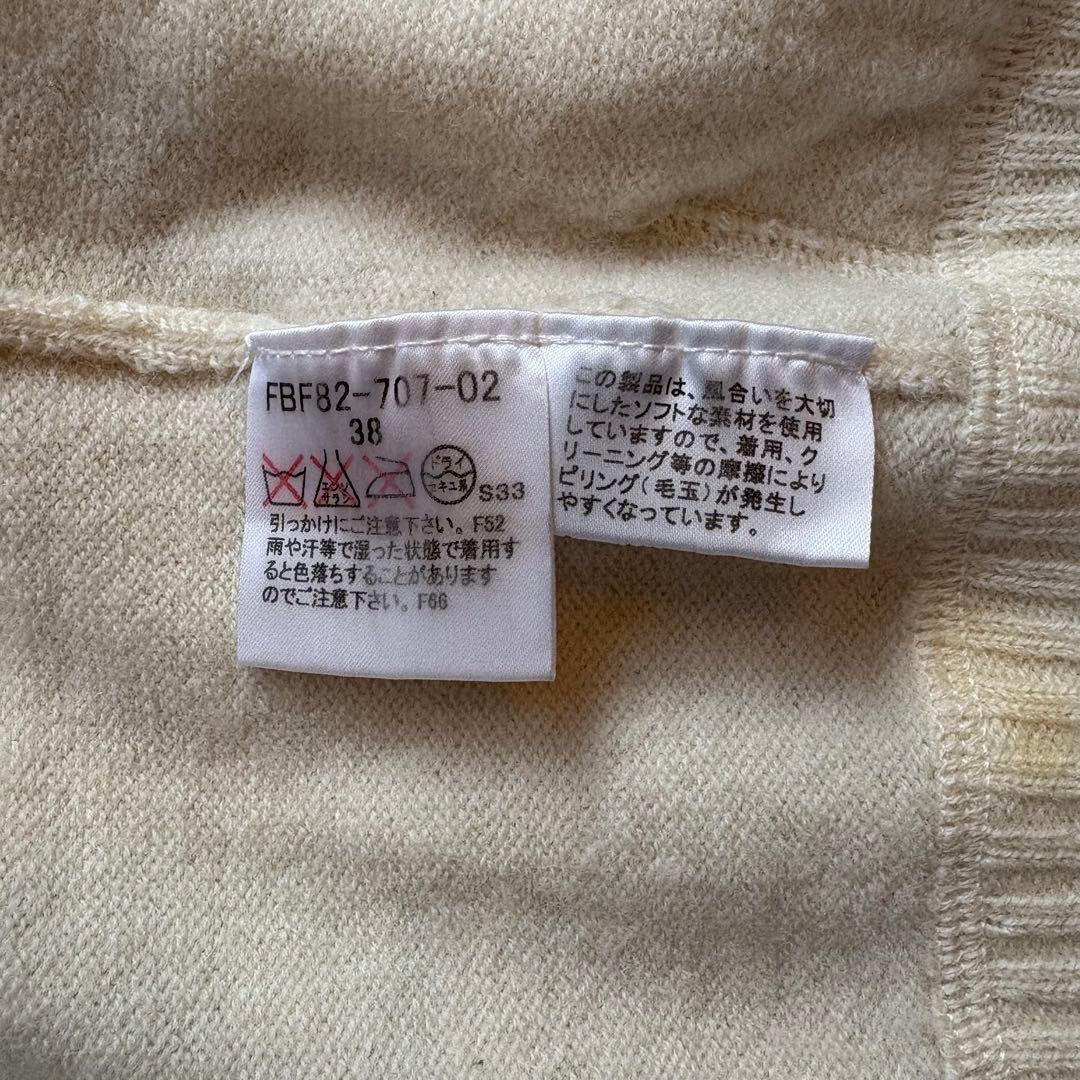 FBF82-707-02
38
エンソ
サラシ
ドライ
セキユ系
S33
引っかけにご注意下さい。F52
雨や汗等で湿った状態で着用す
ると色落ちすることがあります
のでご注意下さい。F66
この製品は、風合いを大切
にしたソフトな素材を使用
していますので、着用、ク
リーニング等の摩擦により
ピリング(毛玉)が発生し
やすくなっています。